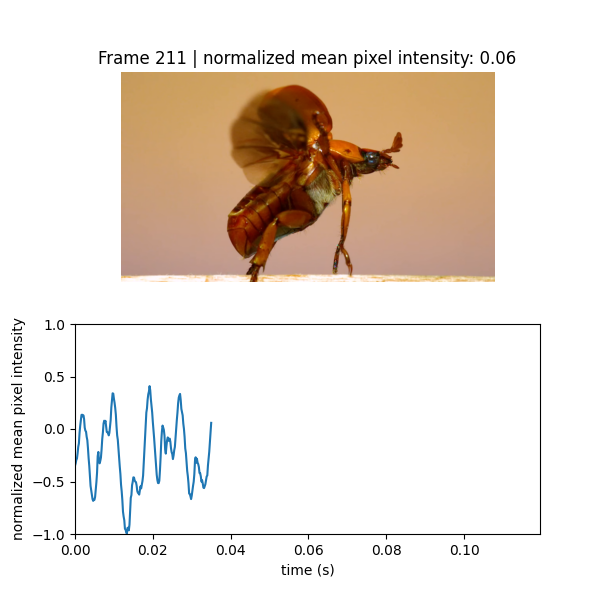 Frame 211 | normalized mean pixel intensity: 0.06
1.0
0.5
0.0
−0.5
−1.0
normalized mean pixel intensity
0.00 0.02 0.04 0.06 0.08 0.10
time (s)